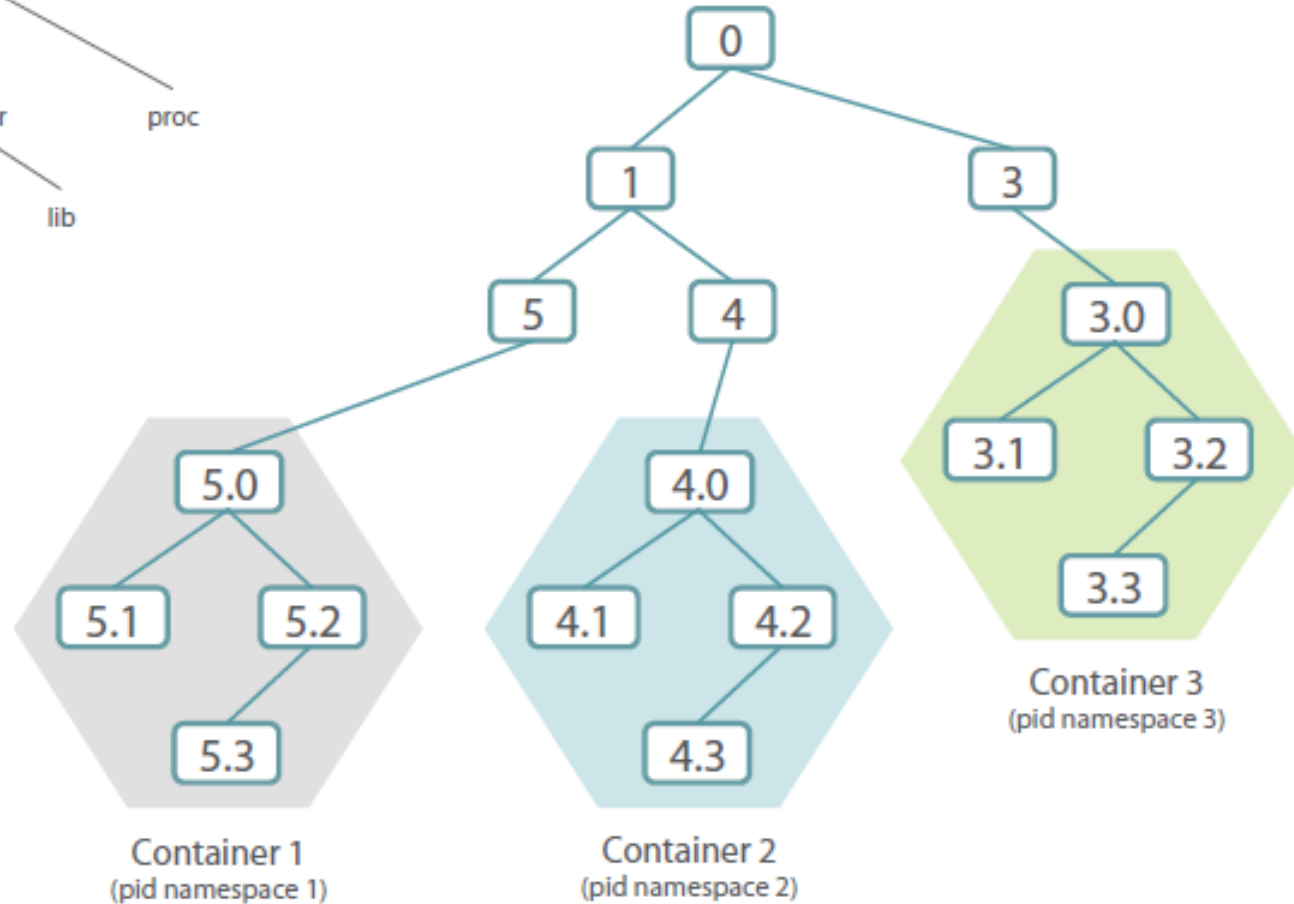 0
r
proc
1
3
lib
5
4
3.0
3.1
3.2
5.0
4.0
3.3
5.1
5.2
4.1
4.2
Container 3
(pid namespace 3)
5.3
4.3
Container 1
(pid namespace 1)
Container 2
(pid namespace 2)